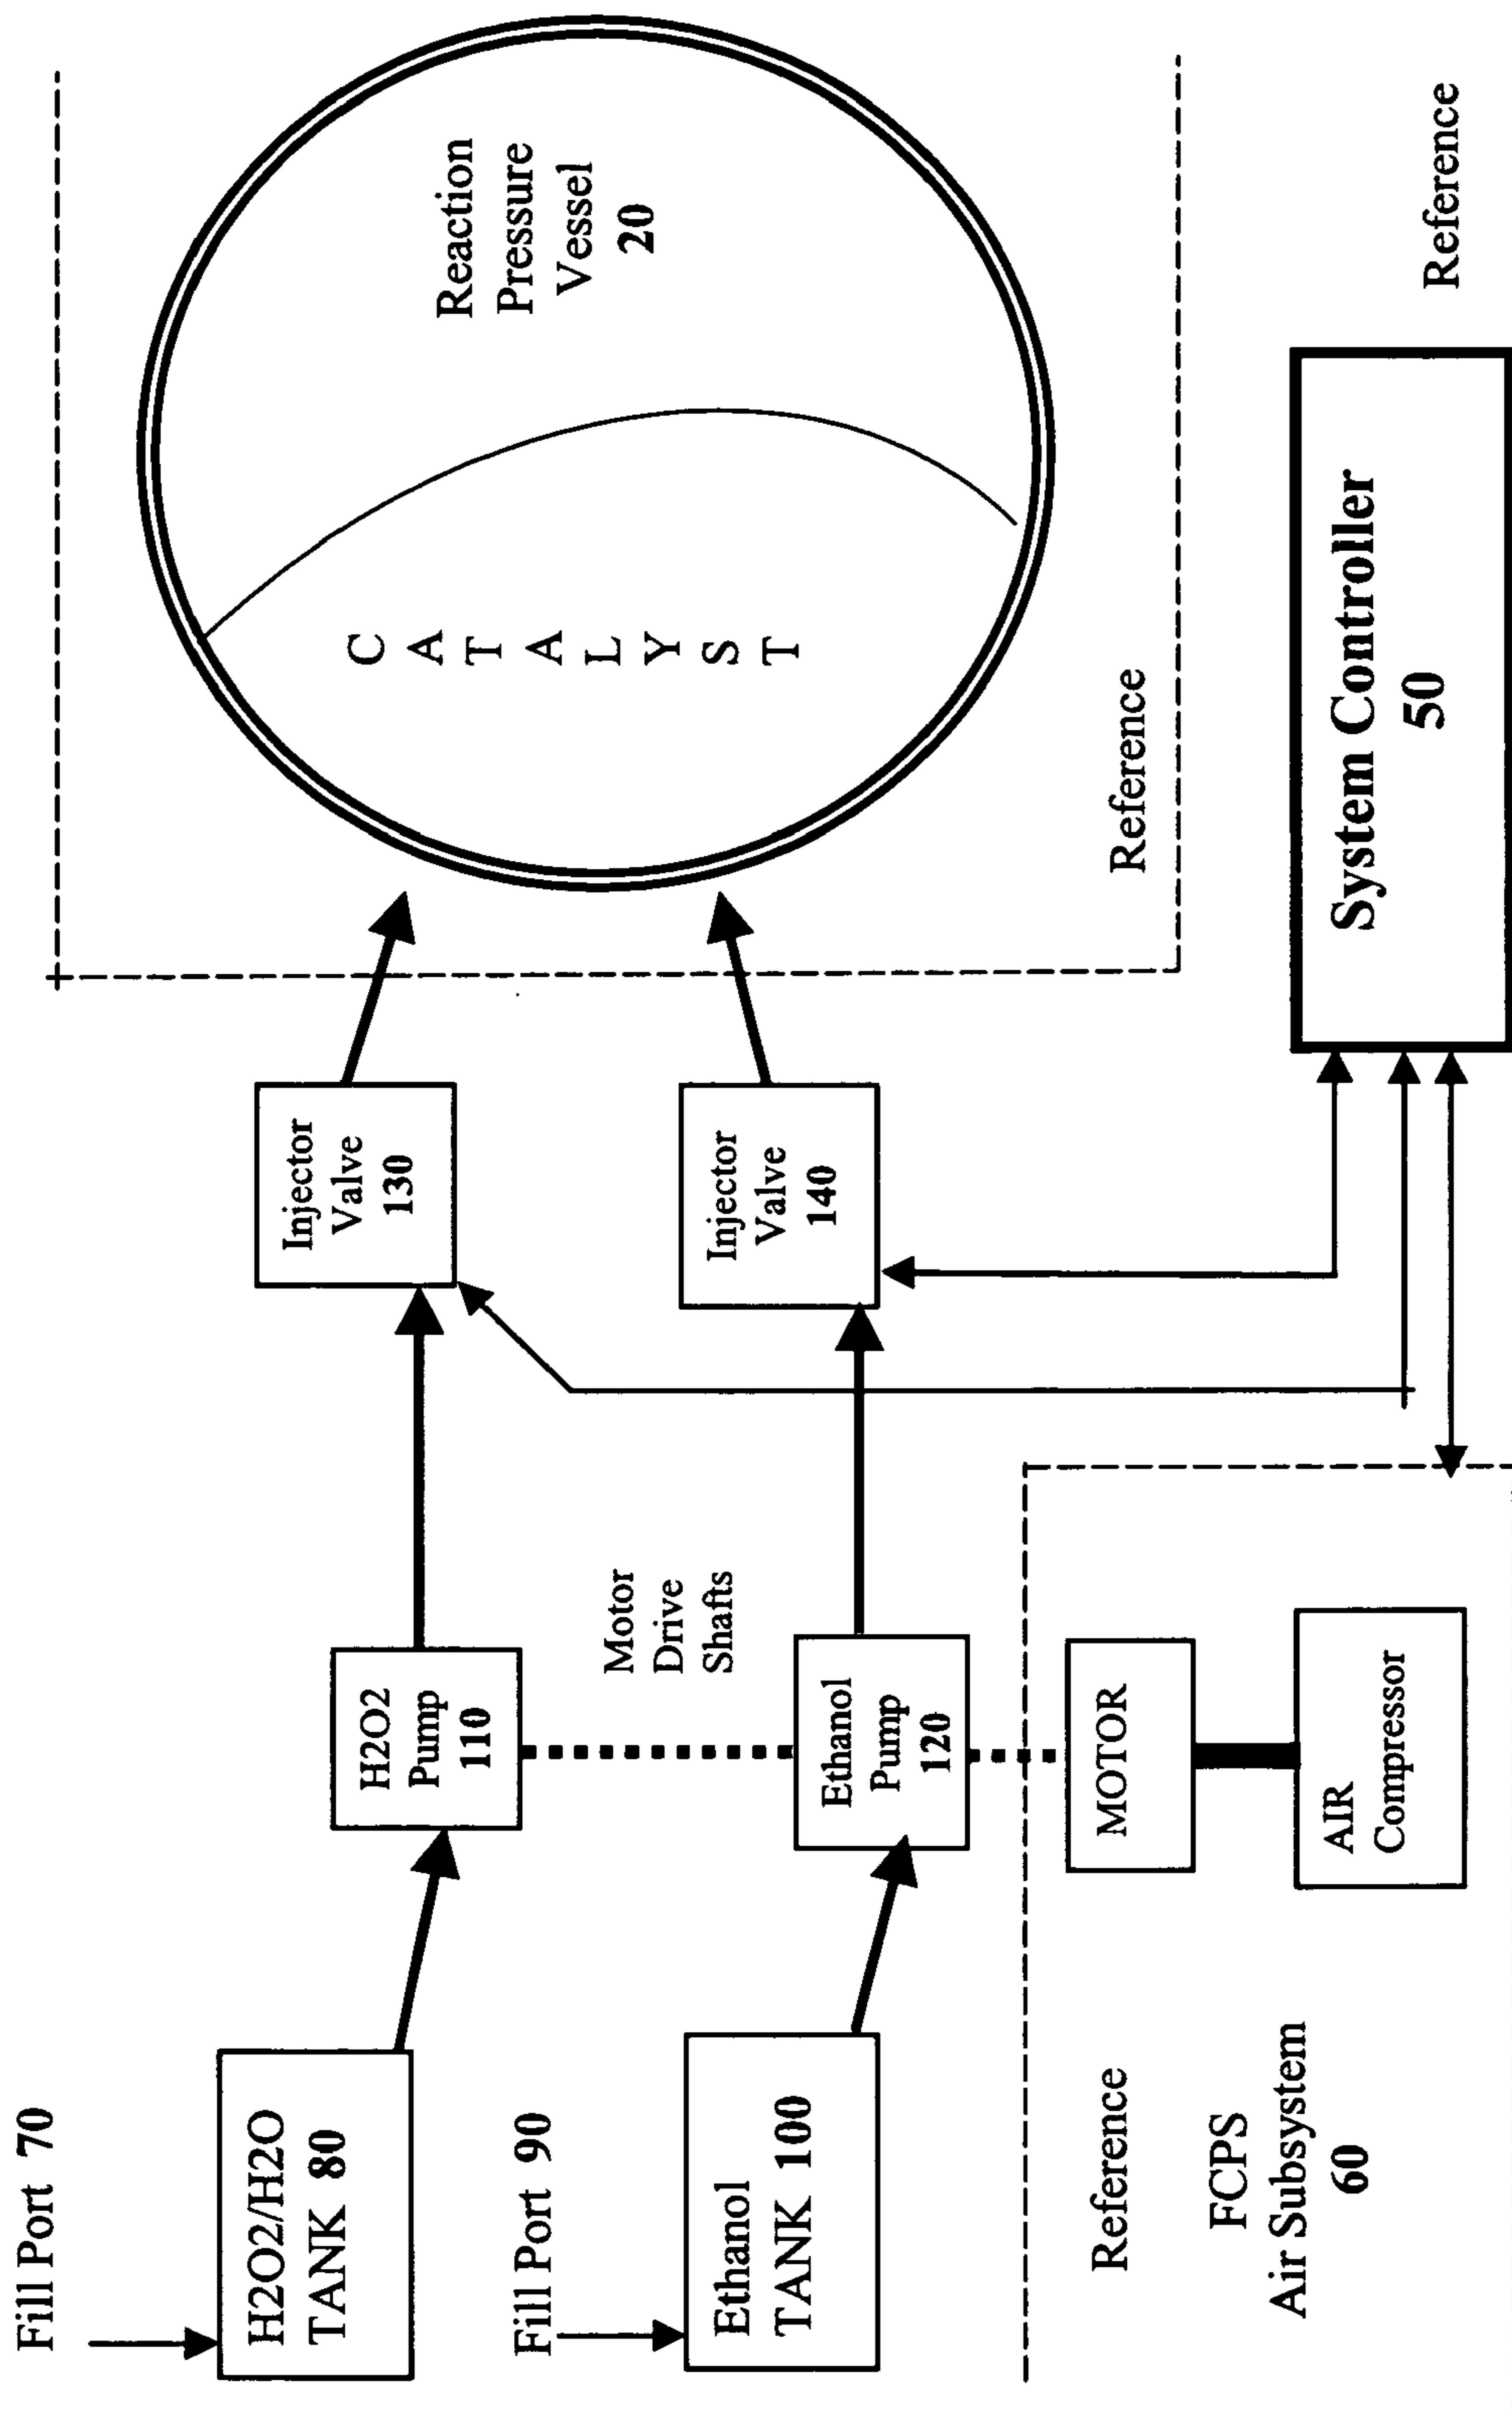 Fill Port 70
H2O2/H2O
TANK 80
H2O2
Pump
110
Injector
Valve
130
C
A
T
A
L
Y
S
T
Reaction
Pressure
Vessel
20
Fill Port 90
Ethanol
TANK 100
Motor
Drive
Shafts
Ethanol
Pump
120
Injector
Valve
140
Reference
Reference
FCPS
Air Subsystem
60
MOTOR
AIR
Compressor
System Controller
50
Reference